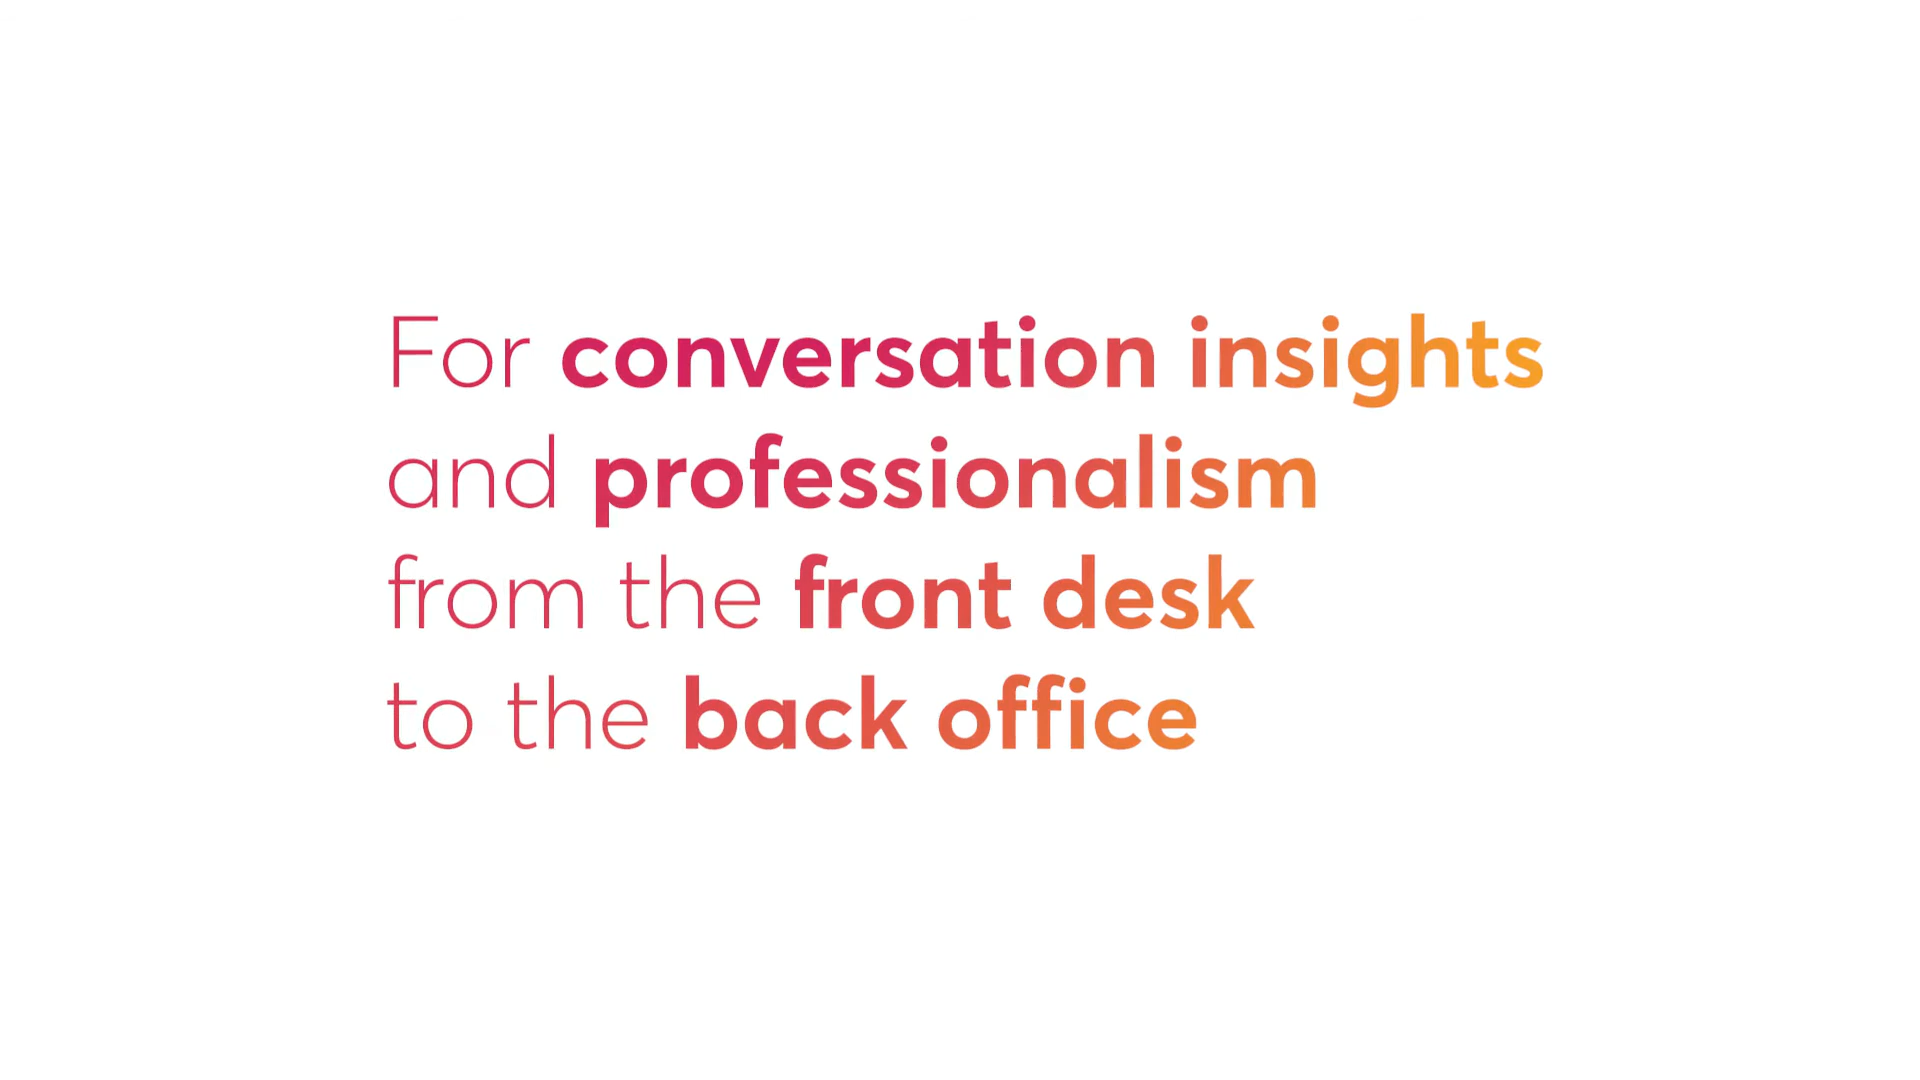 For conversation insights
and professionalism
from the front desk
to the back office